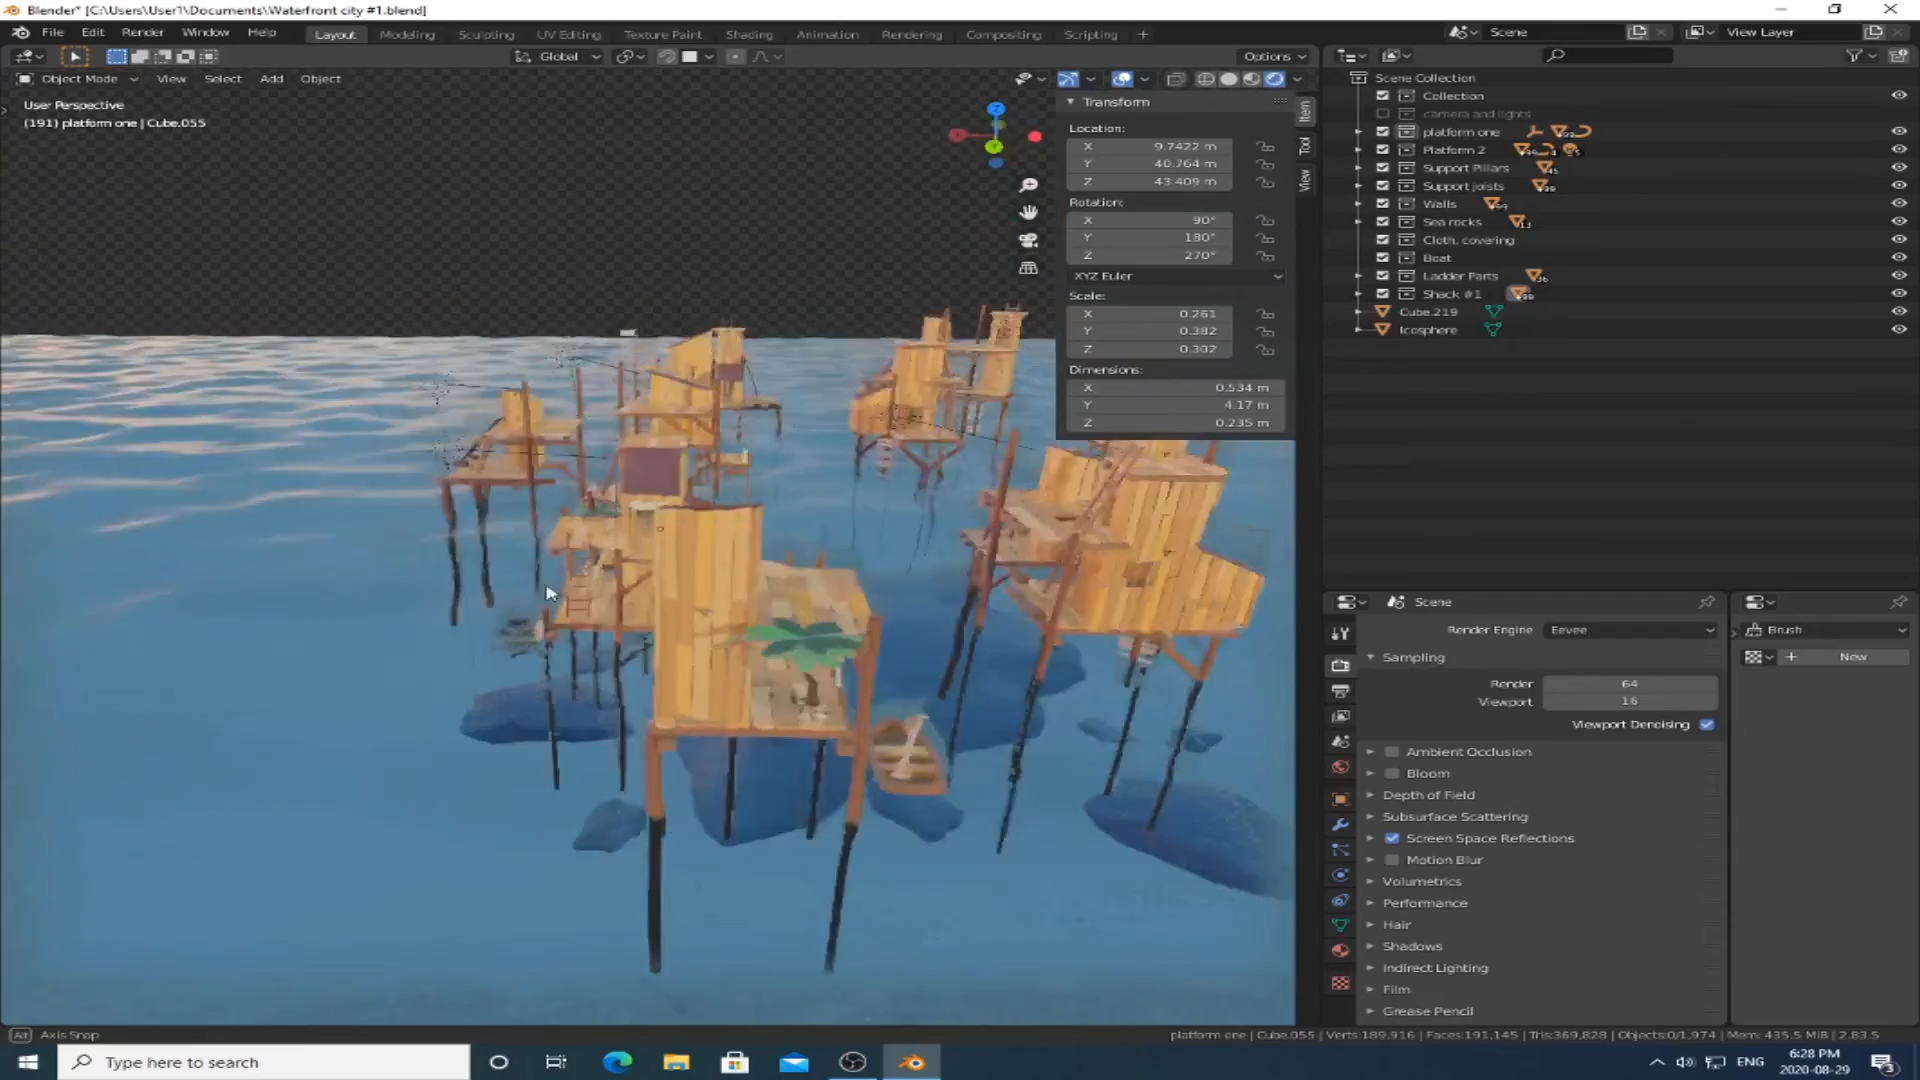 Blender* [C:\Users\User1\Documents\Waterfront city #1.blend]
File Edit Render Window Help
Layout Modeling Sculpting UV Editing Texture Paint Shading Animation Rendering Compositing Scripting +
Scene
View Layer
Global
Options
Object Mode View Select Add Object
User Perspective
(191) platform one | Cube.055
Transform
Location:
X 9.7422 m
Y 40.764 m
Z 43.409 m
Rotation:
X 90°
Y 180°
Z 270°
XYZ Euler
Scale:
X 0.261
Y 0.382
Z 0.302
Dimensions:
X 0.534 m
Y 4.17 m
Z 0.235 m
Item
Tool
View
Scene Collection
Collection
camera and lights
platform one
Platform 2
Support Pillars 45
Support joists
Walls
Sea rocks 13
Cloth, covering
Boat
Ladder Parts 36
Shack #1
Cube.219
Icosphere
Scene
Render Engine Eevee
Sampling
Render 64
Viewport 16
Viewport Denoising
Ambient Occlusion
Bloom
Depth of Field
Subsurface Scattering
Screen Space Reflections
Motion Blur
Volumetrics
Performance
Hair
Shadows
Indirect Lighting
Film
Grease Pencil
Brush
+ New
Alt Axis Snap
platform one | Cube.055 | Verts:189,916 | Faces:191,145 | Tris:369,828 | Objects:0/1,974 | Mem: 435.5 MiB | 2.83.5
Type here to search
ENG
6:28 PM
2020-08-29
3